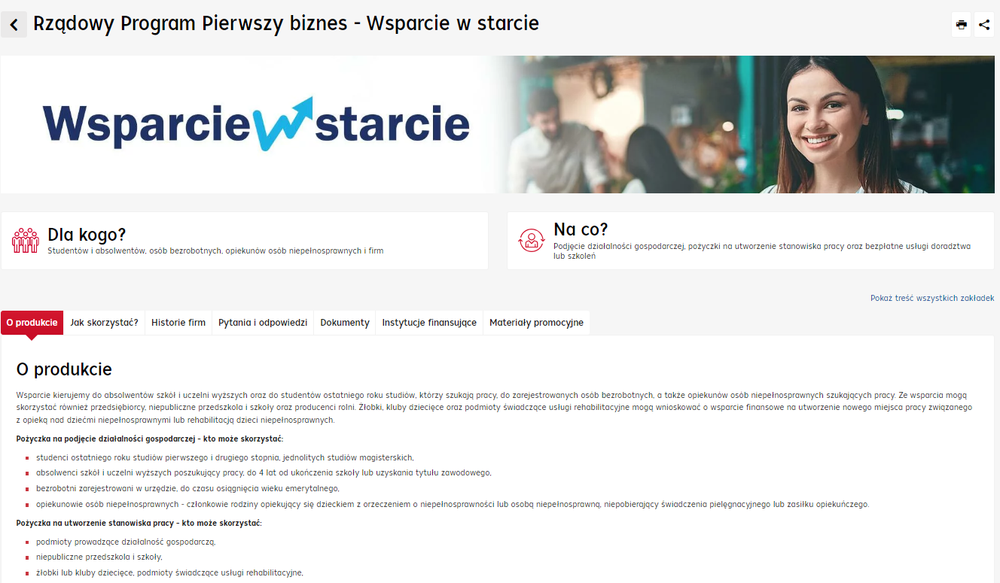 Rządowy Program Pierwszy biznes - Wsparcie w starcie
Wsparcie w starcie
Dla kogo?
Studentów i absolwentów, osób bezrobotnych, opiekunów osób niepełnosprawnych i firm
Na co?
Podjęcie działalności gospodarczej, pożyczki na utworzenie stanowiska pracy oraz bezpłatne usługi doradztwa
lub szkoleń
Pokaż treść wszystkich zakładek
O produkcie Jak skorzystać? Historie firm Pytania i odpowiedzi Dokumenty Instytucje finansujące Materiały promocyjne
O produkcie
Wsparcie kierujemy do absolwentów szkół i uczelni wyższych oraz do studentów ostatniego roku studiów, którzy szukają pracy, do zarejestrowanych osób bezrobotnych, a także opiekunów osób niepełnosprawnych szukających pracy. Ze wsparcia mogą
skorzystać również przedsiębiorcy, niepubliczne przedszkola i szkoły oraz producenci rolni. Żłobki, kluby dziecięce oraz podmioty świadczące usługi rehabilitacyjne mogą wnioskować o wsparcie finansowe na utworzenie nowego miejsca pracy związanego
z opieką nad dziećmi niepełnosprawnymi lub rehabilitacją dzieci niepełnosprawnych.
Pożyczka na podjęcie działalności gospodarczej - kto może skorzystać:
studenci ostatniego roku studiów pierwszego i drugiego stopnia, jednolitych studiów magisterskich,
absolwenci szkół i uczelni wyższych poszukujący pracy, do 4 lat od ukończenia szkoły lub uzyskania tytułu zawodowego,
bezrobotni zarejestrowani w urzędzie, do czasu osiągnięcia wieku emerytalnego,
opiekunowie osób niepełnosprawnych - członkowie rodziny opiekujący się dzieckiem z orzeczeniem o niepełnosprawności lub osobą niepełnosprawną, niepobierający świadczenia pielęgnacyjnego lub zasiłku opiekuńczego.
Pożyczka na utworzenie stanowiska pracy - kto może skorzystać:
podmioty prowadzące działalność gospodarczą,
niepubliczne przedszkola i szkoły,
żłobki lub kluby dziecięce, podmioty świadczące usługi rehabilitacyjne,